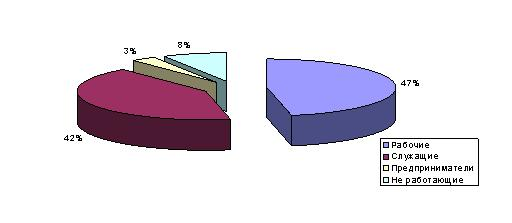 8%
3%
47%
42%
Рабочие
Служащие
Предприниматели
Не работающие